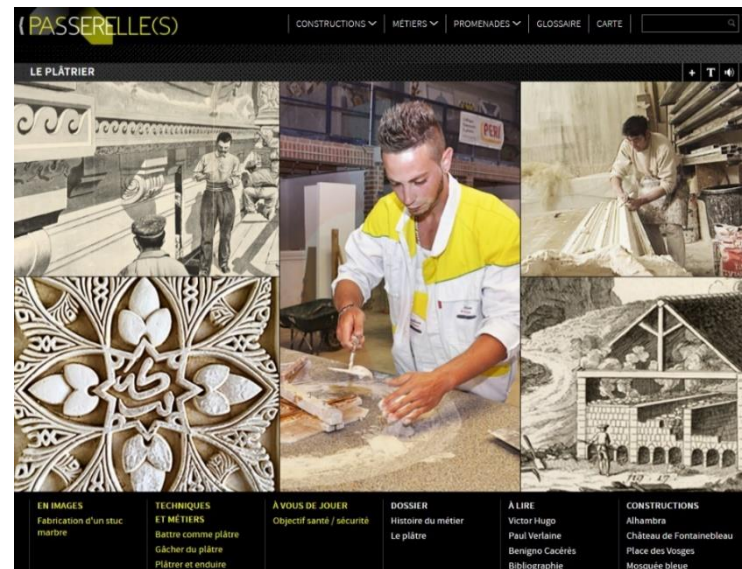 (PASSERELLE(S)
CONSTRUCTIONS MÉTIERS PROMENADES GLOSSAIRE CARTE
LE PLÂTRIER
+ T
PERI
EN IMAGES
Fabrication d'un stuc
marbre
TECHNIQUES
ET MÉTIERS
Battre comme plâtre
Gâcher du plâtre
Plâtrer et enduire
À VOUS DE JOUER
Objectif santé / sécurité
DOSSIER
Histoire du métier
Le plâtre
À LIRE
Victor Hugo
Paul Verlaine
Benigno Cacérès
Bibliographie
CONSTRUCTIONS
Alhambra
Château de Fontainebleau
Place des Vosges
Mosquée bleue